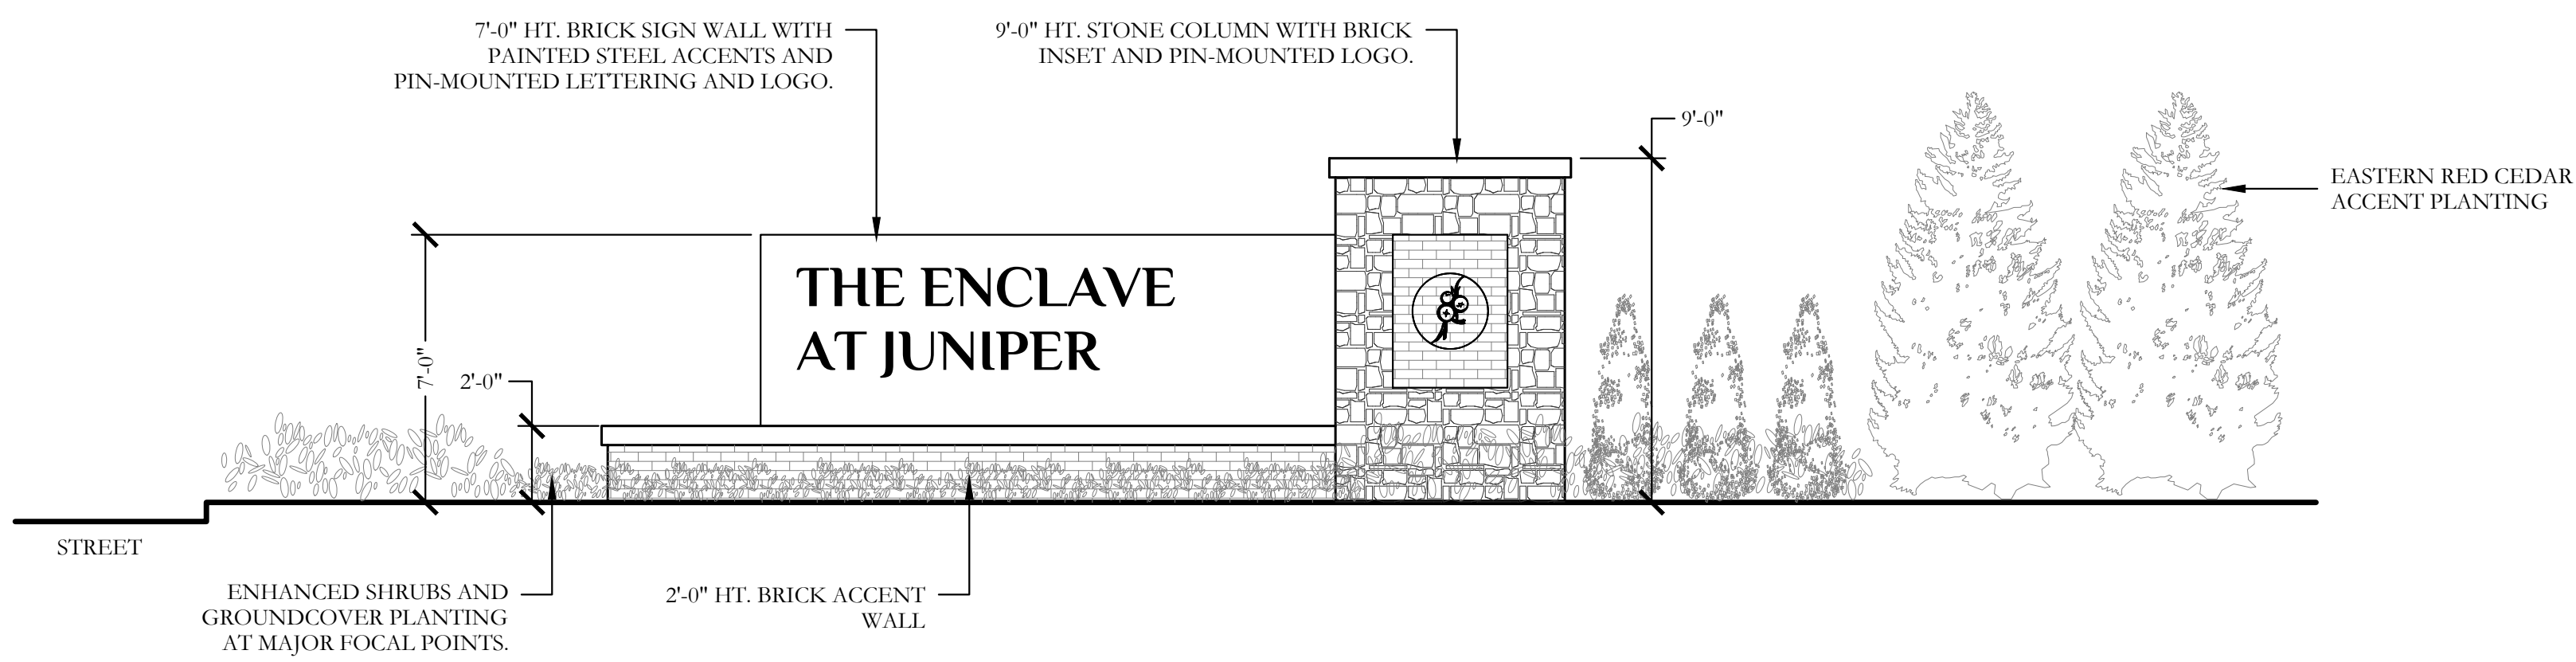 7'-0" HT. BRICK SIGN WALL WITH
PAINTED STEEL ACCENTS AND
PIN-MOUNTED LETTERING AND LOGO.
9'-0" HT. STONE COLUMN WITH BRICK
INSET AND PIN-MOUNTED LOGO.
9'-0"
EASTERN RED CEDAR
ACCENT PLANTING
THE ENCLAVE
AT JUNIPER
7'-0"
2'-0"
STREET
ENHANCED SHRUBS AND
GROUNDCOVER PLANTING
AT MAJOR FOCAL POINTS.
2'-0" HT. BRICK ACCENT
WALL